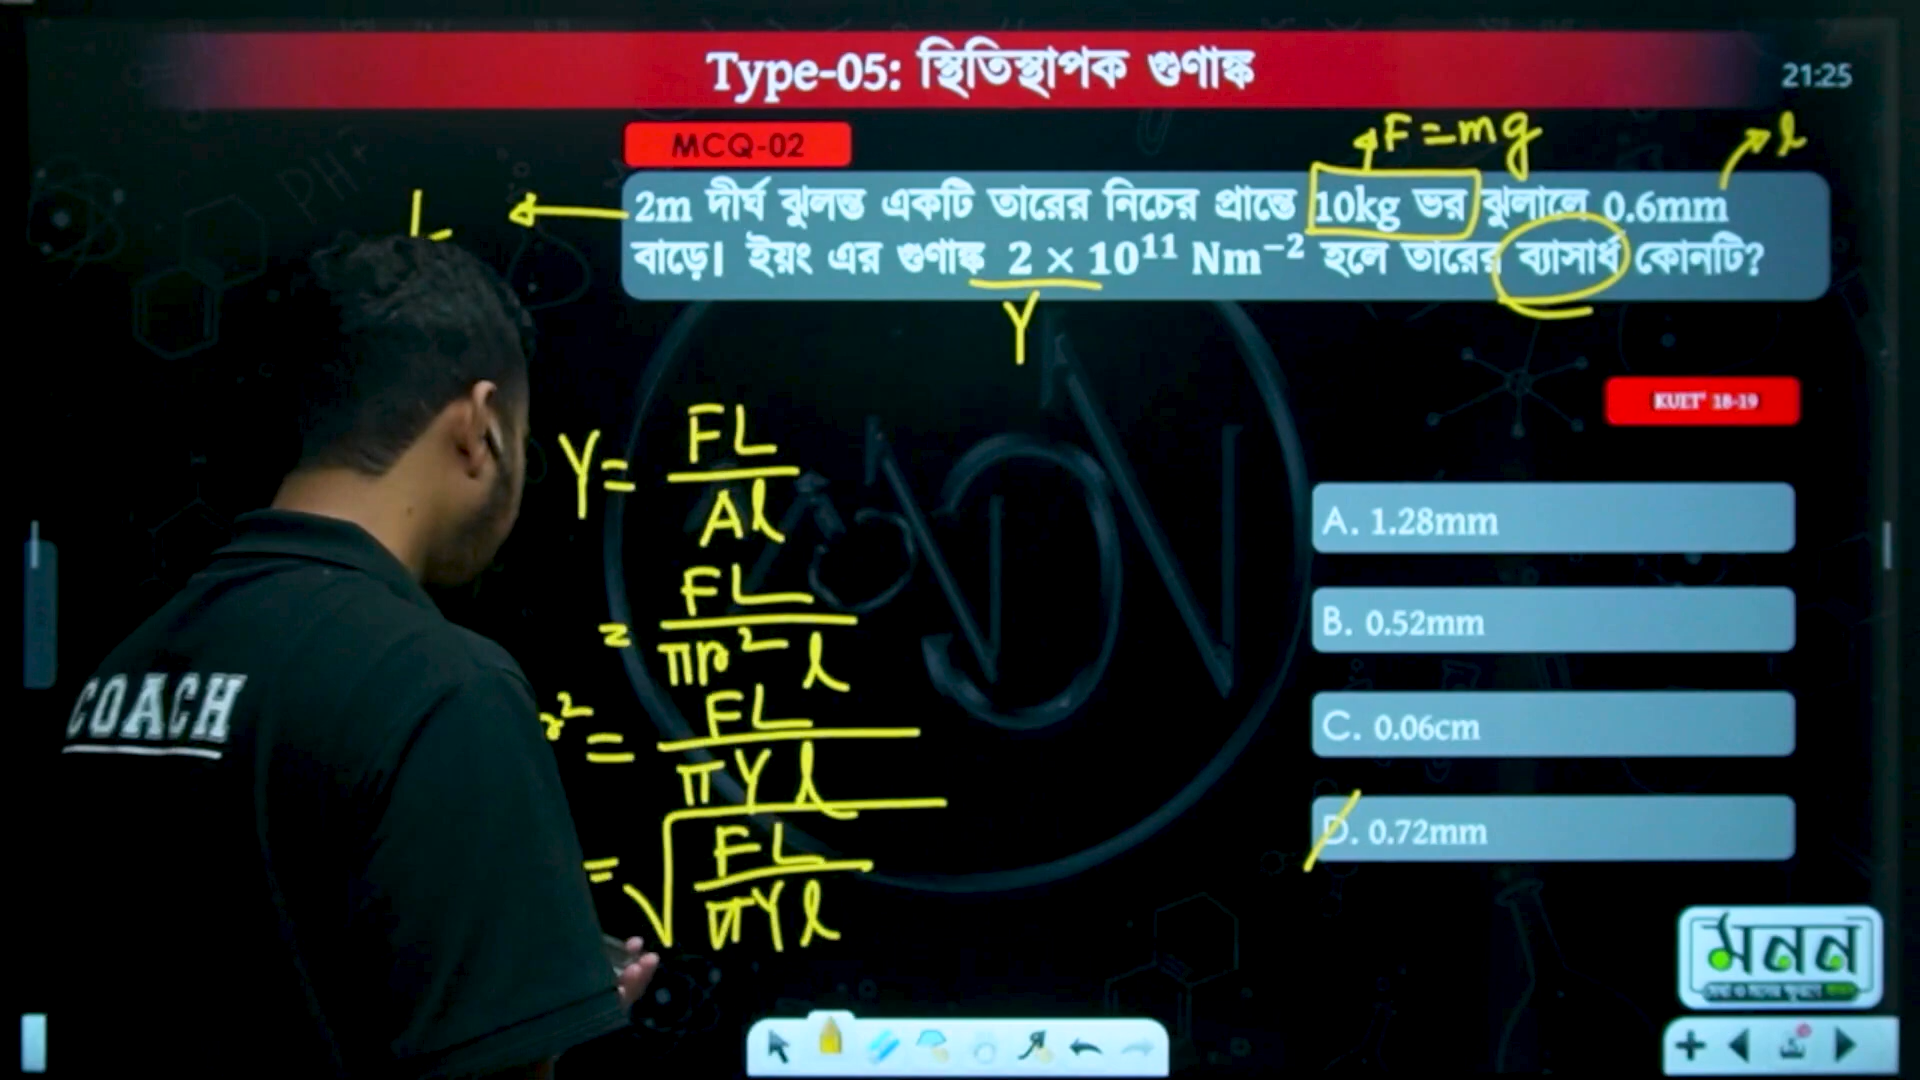 Type-05: স্থিতিস্থাপক গুণাঙ্ক
21:25
MCQ-02
F=mg
l
L
2m দীর্ঘ ঝুলন্ত একটি তারের নিচের প্রান্তে 10kg ভর ঝুলালে 0.6mm
বাড়ে। ইয়ং এর গুণাঙ্ক 2 × 10¹¹ Nm⁻² হলে তারের ব্যাসার্ধ কোনটি?
Y
KUET' 18-19
Y = FL/Al
= FL/πr²l
r² = FL/πYl
= √FL/πYl
A. 1.28mm
B. 0.52mm
C. 0.06cm
D. 0.72mm
COACH
মনন